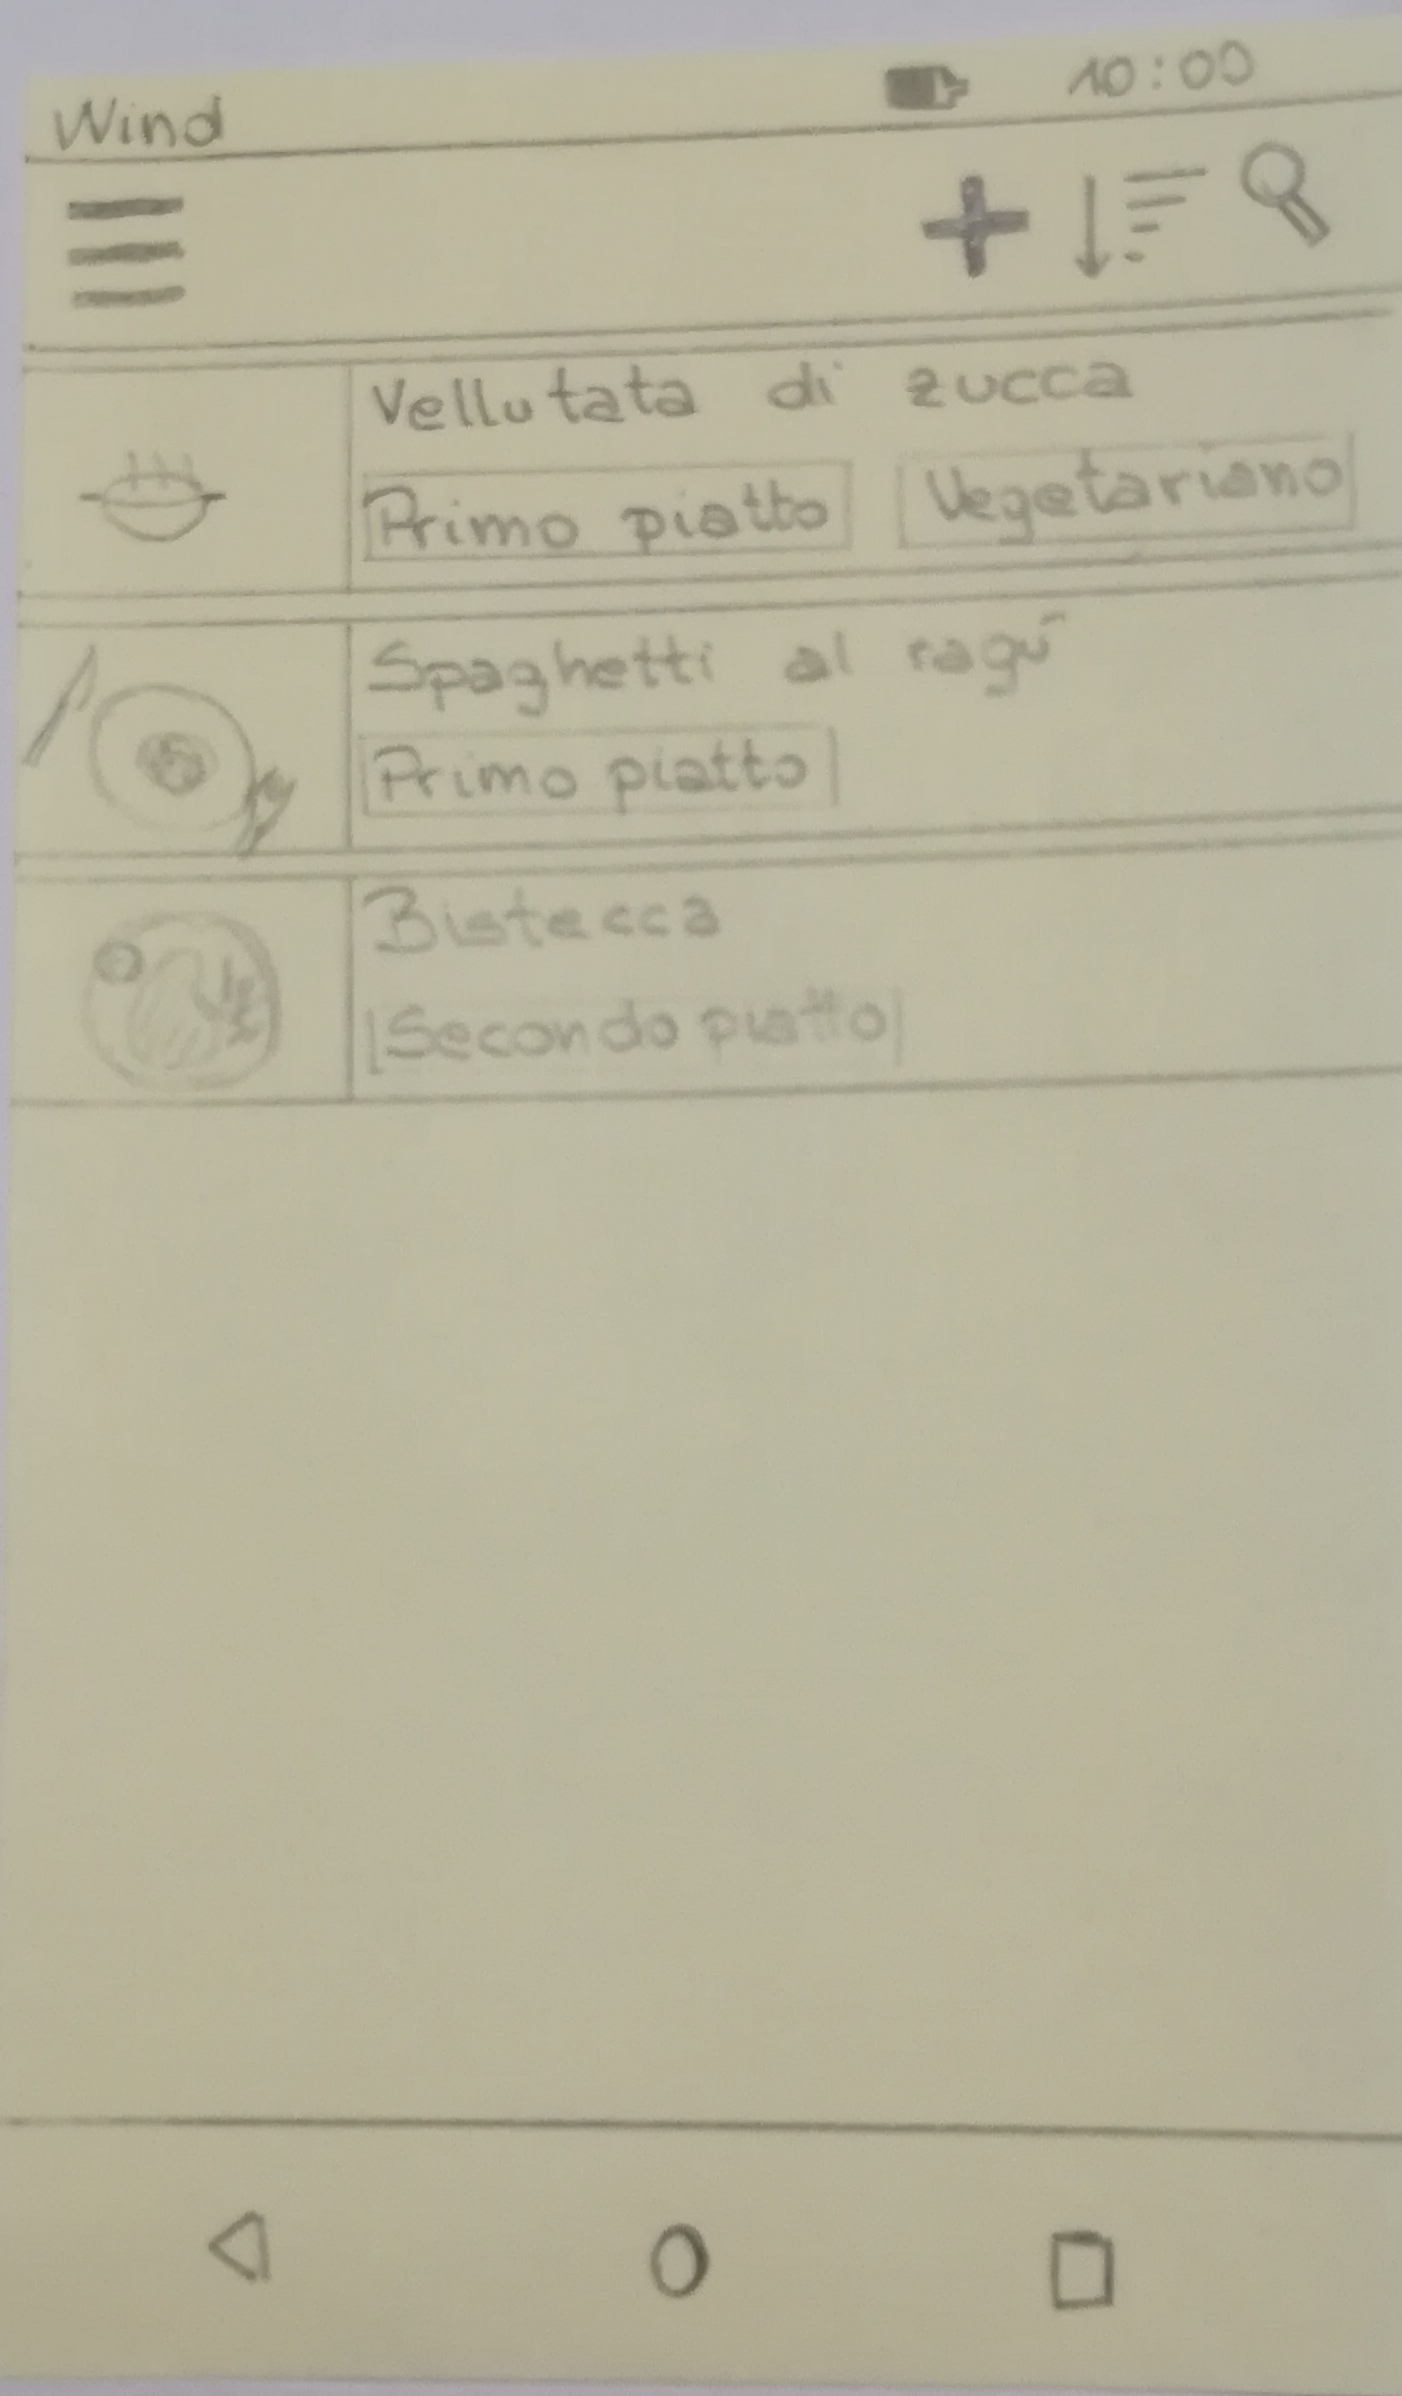 Wind 10:00
Vellutata di zucca
Primo piatto Vegetariano
Spaghetti al ragù
Primo piatto
Bistecca
Secondo piatto